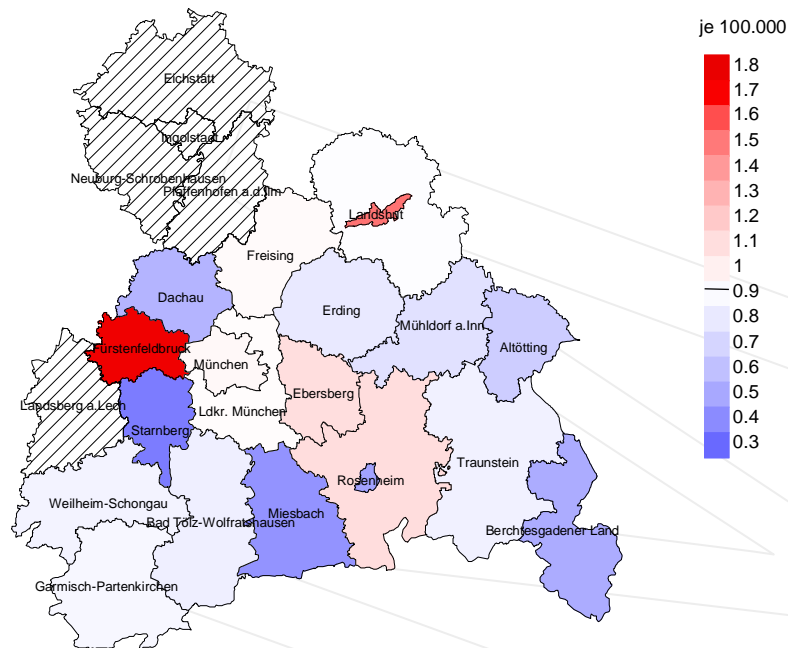 je 100.000
1.8
1.7
1.6
1.5
1.4
1.3
1.2
1.1
1
0.9
0.8
0.7
0.6
0.5
0.4
0.3
Eichstätt
Ingolstadt
Neuburg-Schrobenhausen
Pfaffenhofen a.d.Ilm
Landshut
Freising
Dachau
Erding
Mühldorf a.Inn
Altötting
Fürstenfeldbruck
München
Ebersberg
Landsberg a.Lech
Ldkr. München
Starnberg
Traunstein
Rosenheim
Weilheim-Schongau
Miesbach
Bad Tölz-Wolfratshausen
Berchtesgadener Land
Garmisch-Partenkirchen